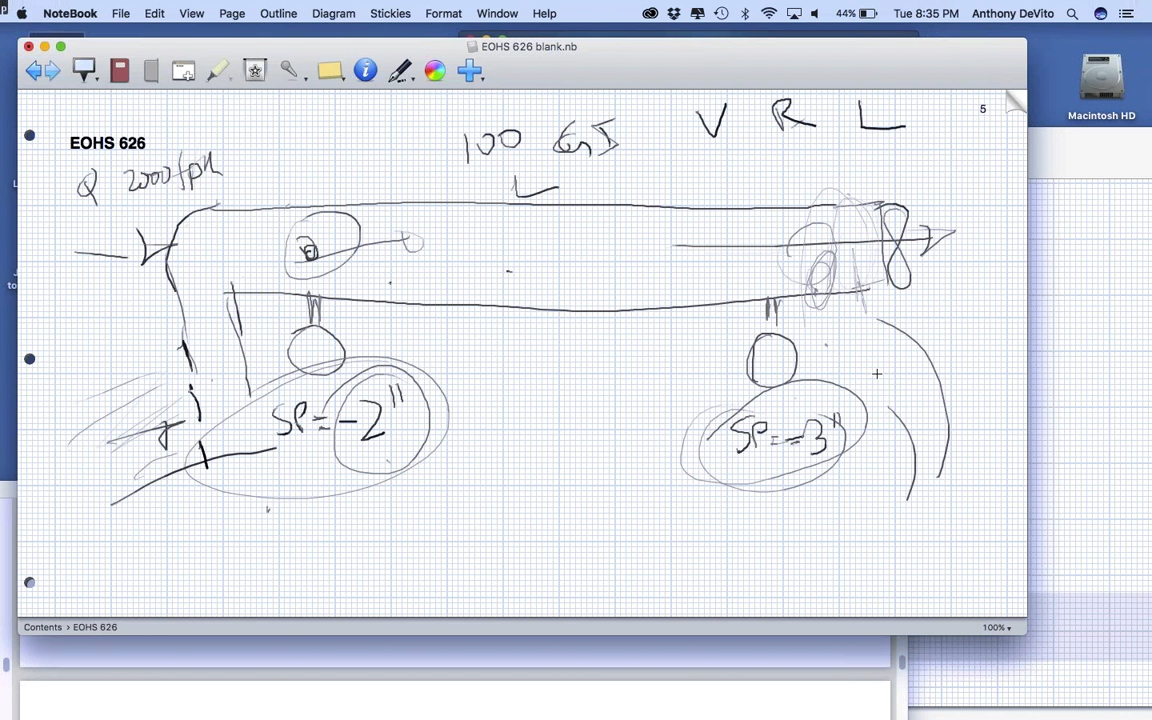 NoteBook File Edit Insert View Page Outline Diagram Stickies Format Window Help 44% Tue 8:35 PM Anthony DeVito
EOHS 626 blank.nb
Macintosh HD
5
EOHS 626
V R L
100
Q 2000 fpm
L
SP = -2"
SP = -3"
Contents › EOHS 626
100%